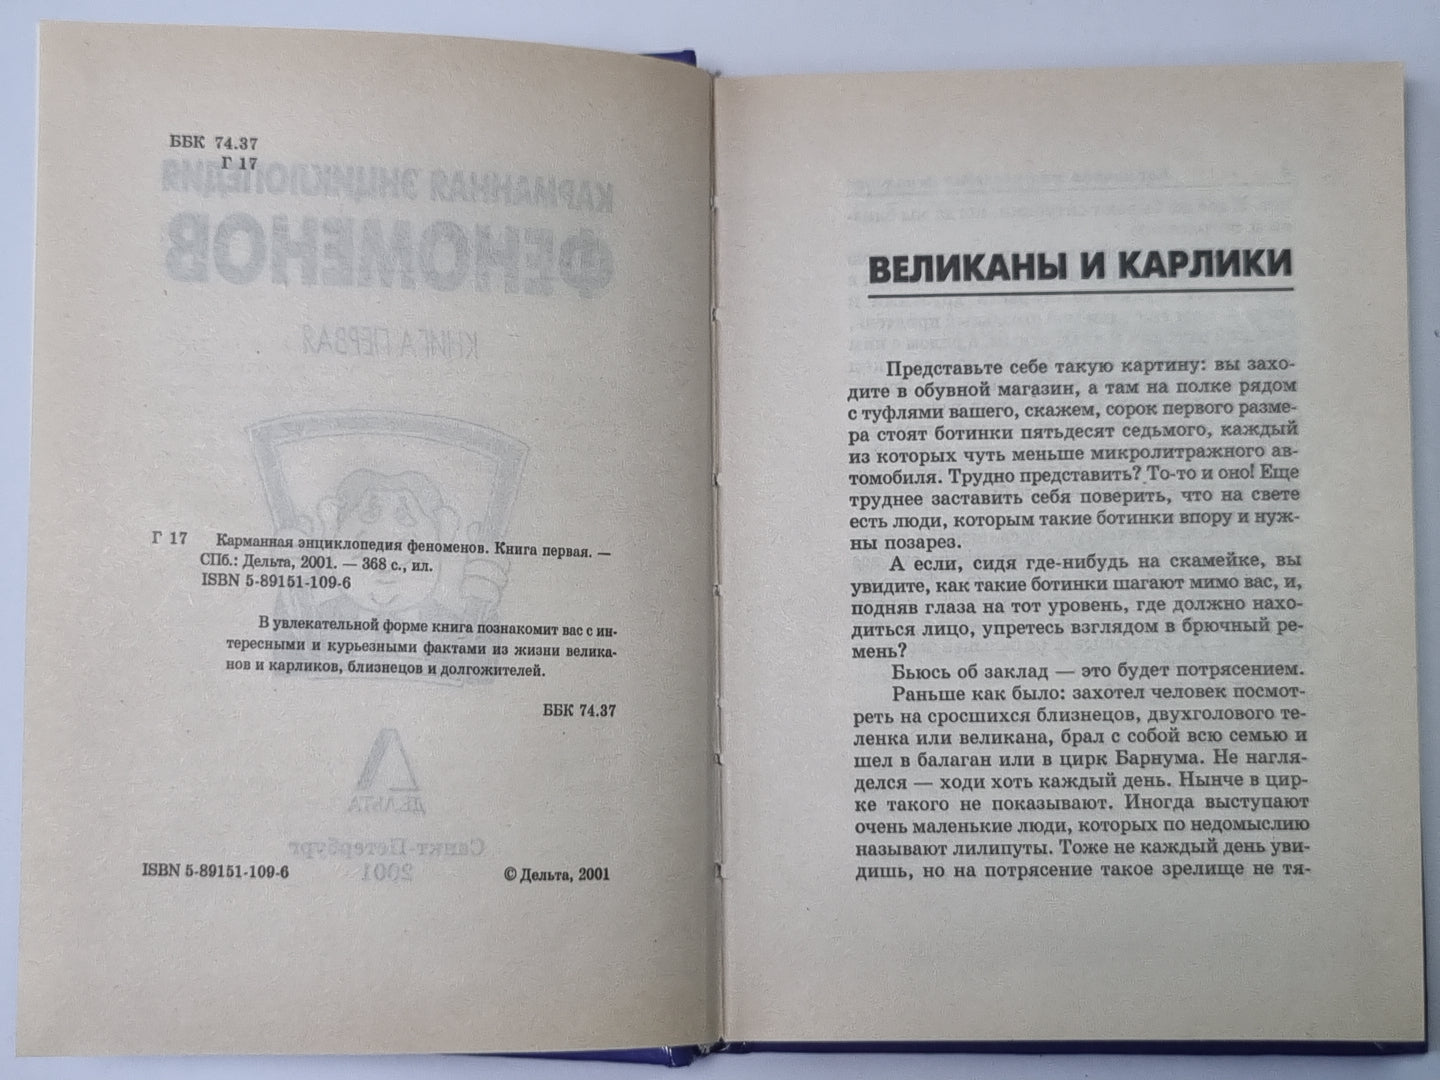 ББК 74.37
Г 17
Г 17 Карманная энциклопедия феноменов. Книга первая. —
СПб.: Дельта, 2001. — 368 с., ил.
ISBN 5-89151-109-6
В увлекательной форме книга познакомит вас с ин-
тересными и курьезными фактами из жизни велика-
нов и карликов, близнецов и долгожителей.
ББК 74.37
ISBN 5-89151-109-6
© Дельта, 2001
ВЕЛИКАНЫ И КАРЛИКИ
Представьте себе такую картину: вы захо-
дите в обувной магазин, а там на полке рядом
с туфлями вашего, скажем, сорок первого разме-
ра стоят ботинки пятьдесят седьмого, каждый
из которых чуть меньше микролитражного ав-
томобиля. Трудно представить? То-то и оно! Еще
труднее заставить себя поверить, что на свете
есть люди, которым такие ботинки впору и нуж-
ны позарез.
А если, сидя где-нибудь на скамейке, вы
увидите, как такие ботинки шагают мимо вас, и,
подняв глаза на тот уровень, где должно нахо-
диться лицо, упретесь взглядом в брючный ре-
мень?
Бьюсь об заклад — это будет потрясением.
Раньше как было: захотел человек посмот-
реть на сросшихся близнецов, двухголового те-
ленка или великана, брал с собой всю семью и
шел в балаган или в цирк Барнума. Не нагля-
делся — ходи хоть каждый день. Нынче в цир-
ке такого не показывают. Иногда выступают
очень маленькие люди, которых по недомыслию
называют лилипуты. Тоже не каждый день уви-
дишь, но на потрясение такое зрелище не тя-